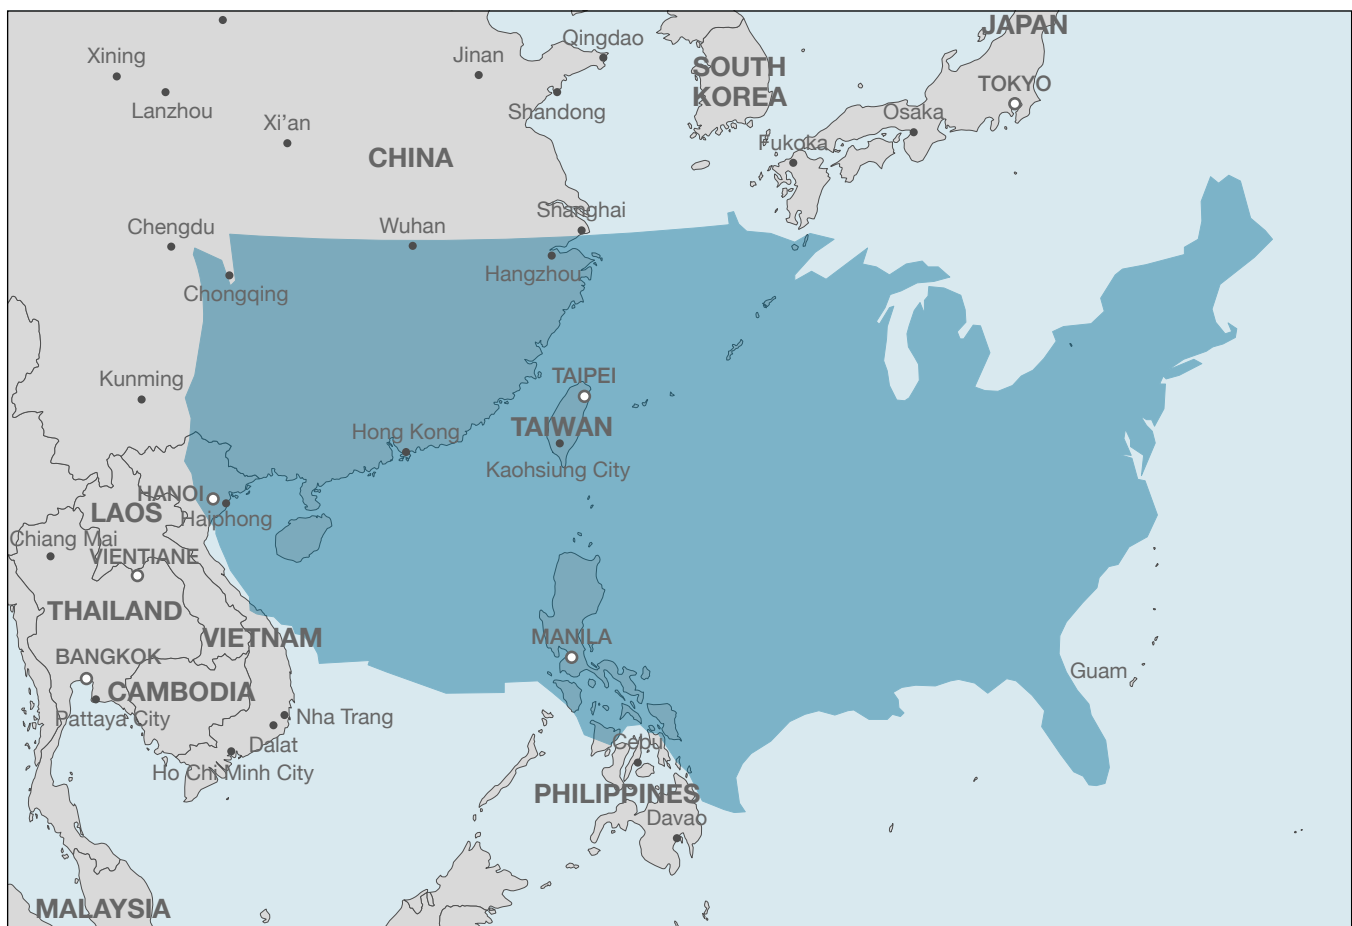 JAPAN
Qingdao
Xining
Jinan
SOUTH
KOREA
TOKYO
Lanzhou
Shandong
Osaka
Xi’an
Fukoka
CHINA
Shanghai
Chengdu
Wuhan
Hangzhou
Chongqing
Kunming
TAIPEI
Hong Kong
TAIWAN
Kaohsiung City
HANOI
LAOS
Haiphong
Chiang Mai
VIENTIANE
THAILAND
VIETNAM
MANILA
BANGKOK
Guam
CAMBODIA
Pattaya City
Nha Trang
Dalat
Cebu
Ho Chi Minh City
PHILIPPINES
Davao
MALAYSIA